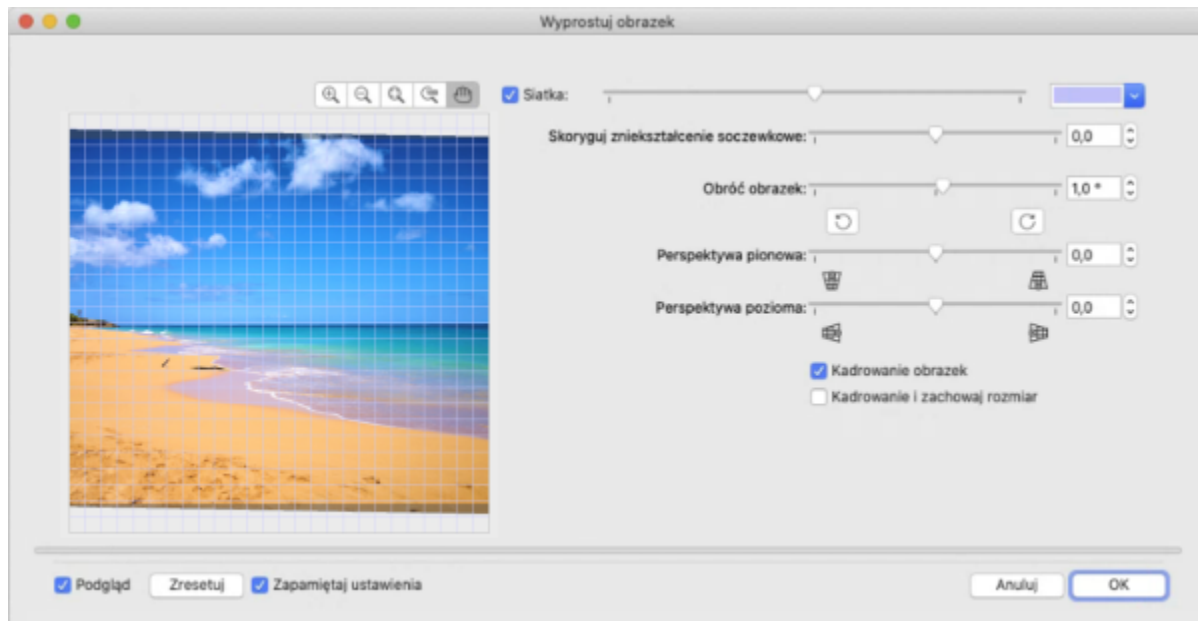 Wyprostuj obrazek
Siatka:
Skoryguj zniekształcenie soczewkowe: 0,0
Obróć obrazek: 1,0 °
Perspektywa pionowa: 0,0
Perspektywa pozioma: 0,0
Kadrowanie obrazek
Kadrowanie i zachowaj rozmiar
Podgląd Zresetuj Zapamiętaj ustawienia Anuluj OK